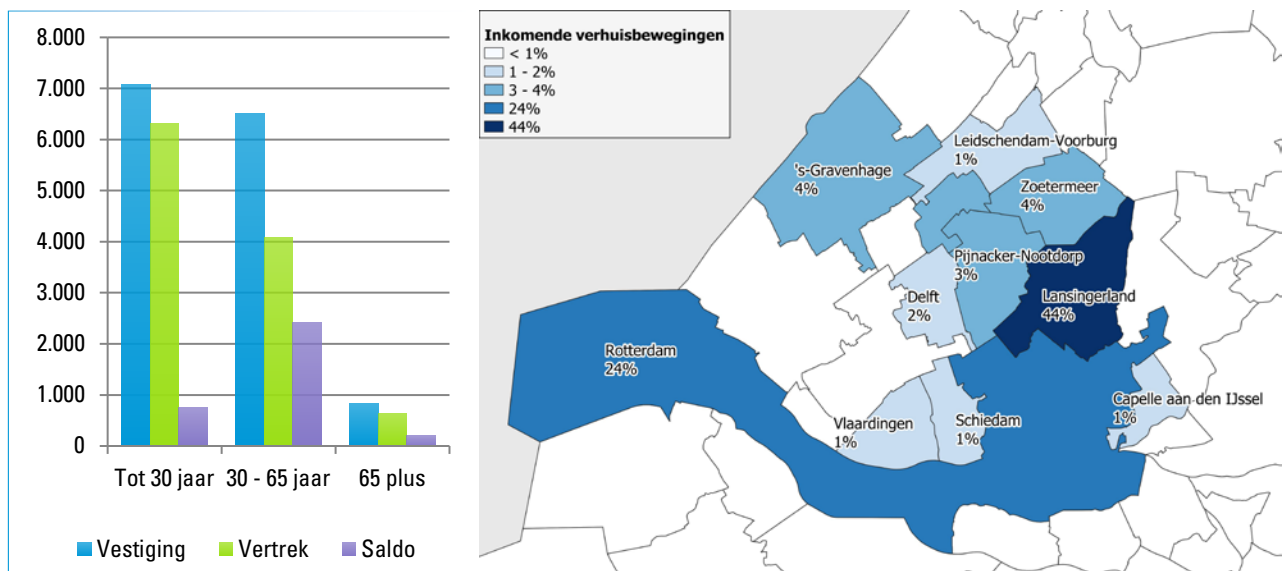 8.000
7.000
6.000
5.000
4.000
3.000
2.000
1.000
0
Tot 30 jaar
30 - 65 jaar
65 plus
Vestiging
Vertrek
Saldo
Inkomende verhuisbewegingen
< 1%
1 - 2%
3 - 4%
24%
44%
Leidschendam-Voorburg
1%
's-Gravenhage
4%
Zoetermeer
4%
Pijnacker-Nootdorp
3%
Delft
2%
Lansingerland
44%
Rotterdam
24%
Vlaardingen
1%
Schiedam
1%
Capelle aan den IJssel
1%